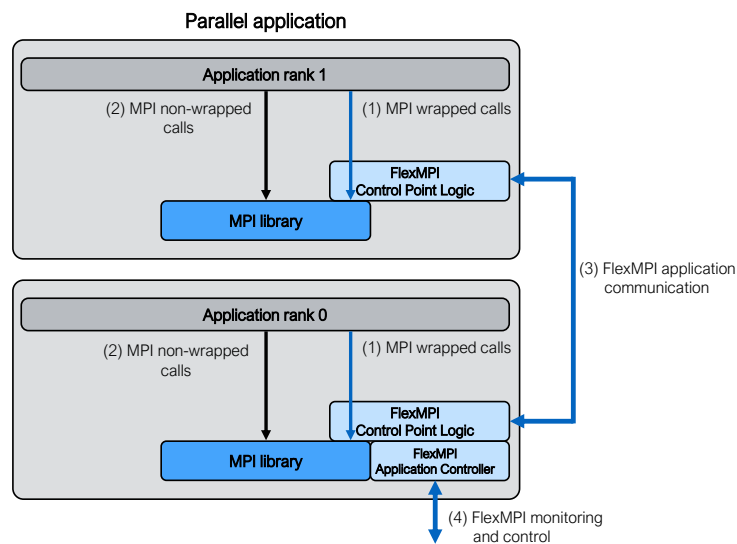 Parallel application
Application rank 1
(2) MPI non-wrapped
calls
(1) MPI wrapped calls
FlexMPI
Control Point Logic
MPI library
(3) FlexMPI application
communication
Application rank 0
(2) MPI non-wrapped
calls
(1) MPI wrapped calls
FlexMPI
Control Point Logic
MPI library
FlexMPI
Application Controller
(4) FlexMPI monitoring
and control